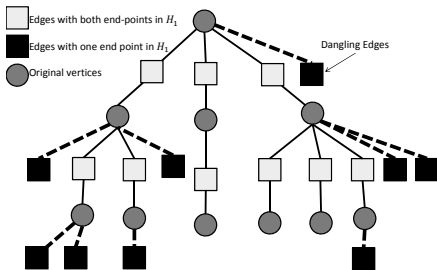 Edges with both end-points in H₁
Edges with one end point in H₁
Dangling Edges
Original vertices